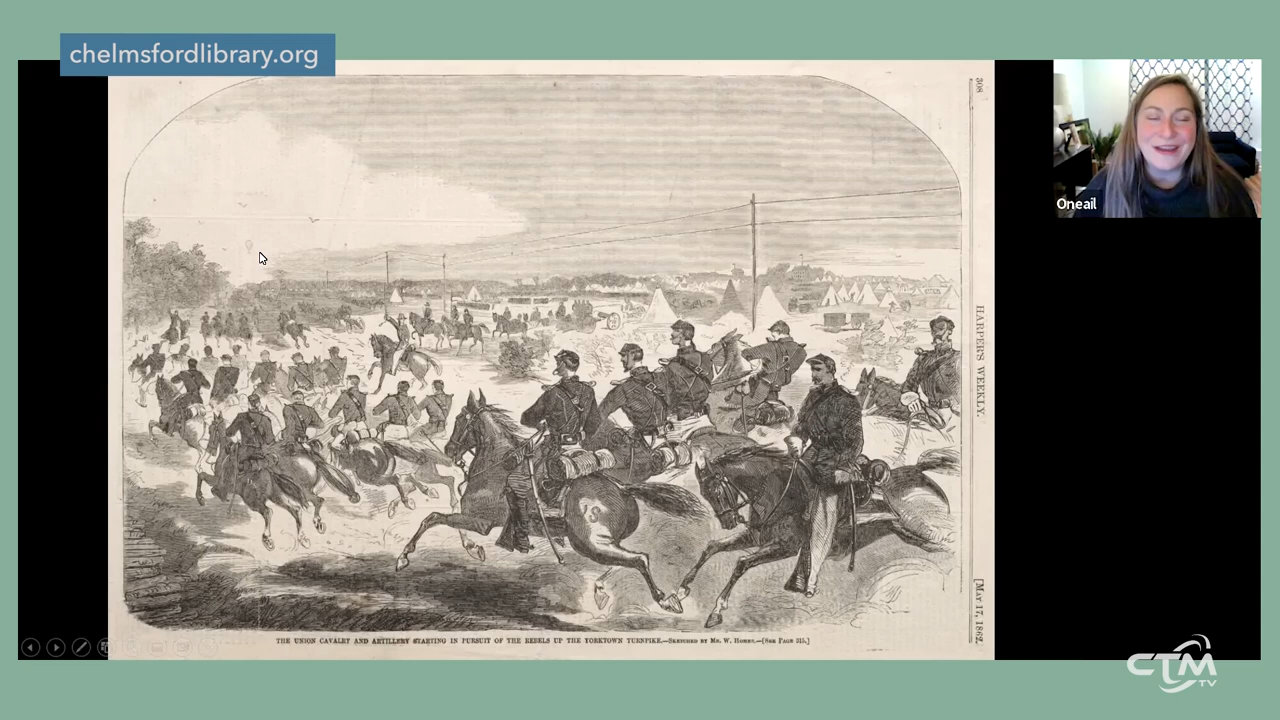 chelmsfordlibrary.org
Oneail
308
HARPER'S WEEKLY.
[MAY 17, 1862.
THE UNION CAVALRY AND ARTILLERY STARTING IN PURSUIT OF THE REBELS UP THE YORKTOWN TURNPIKE.—SKETCHED BY MR. W. HOMER.—[SEE PAGE 315.]
CTM
TV